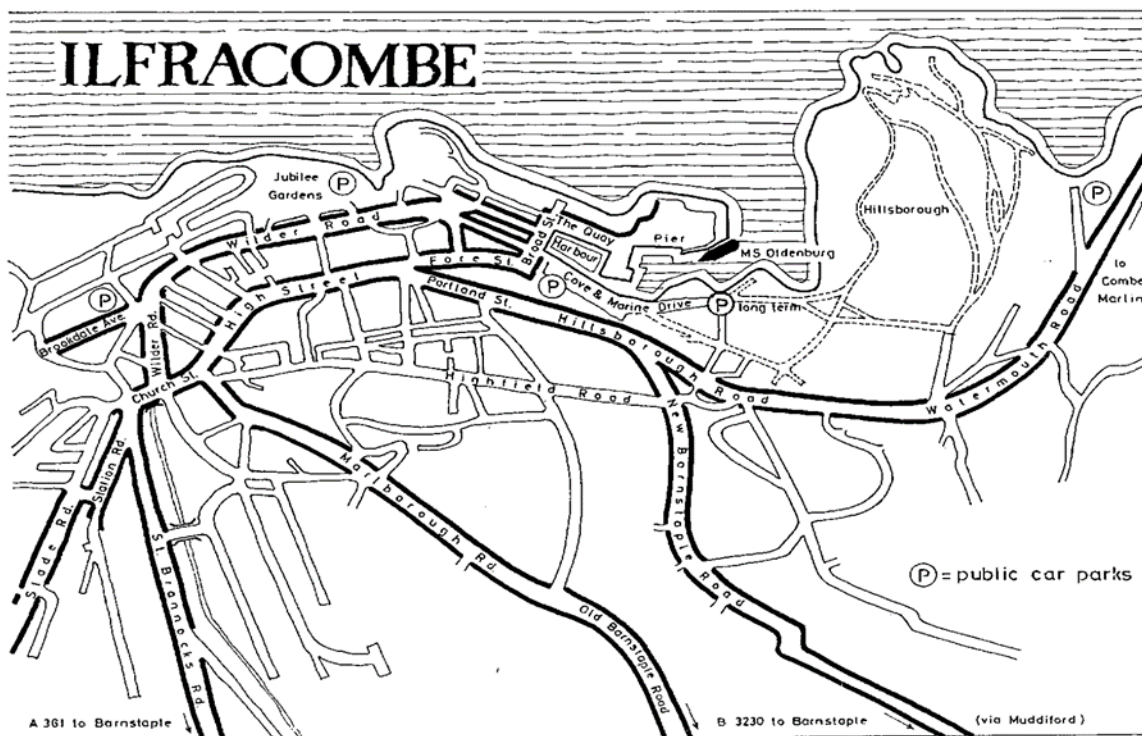 ILFRACOMBE
Jubilee
Gardens
P
Wilder Road
The Quay
Broad St.
Harbour
Pier
MS Oldenburg
Hillsborough
P
to
Combe
Martin
Fore St.
High Street
Portland St.
P
Cove & Marine Drive
P
long term
P
Brookdale Ave.
Wilder Rd.
Church St.
Hillsborough Road
Highfield Road
Watermouth Road
New Barnstaple Road
Marlborough Rd.
Station Rd.
Slade Rd.
St. Brannocks Rd.
Old Barnstaple Road
P = public car parks
A 361 to Barnstaple
B 3230 to Barnstaple
(via Muddiford)